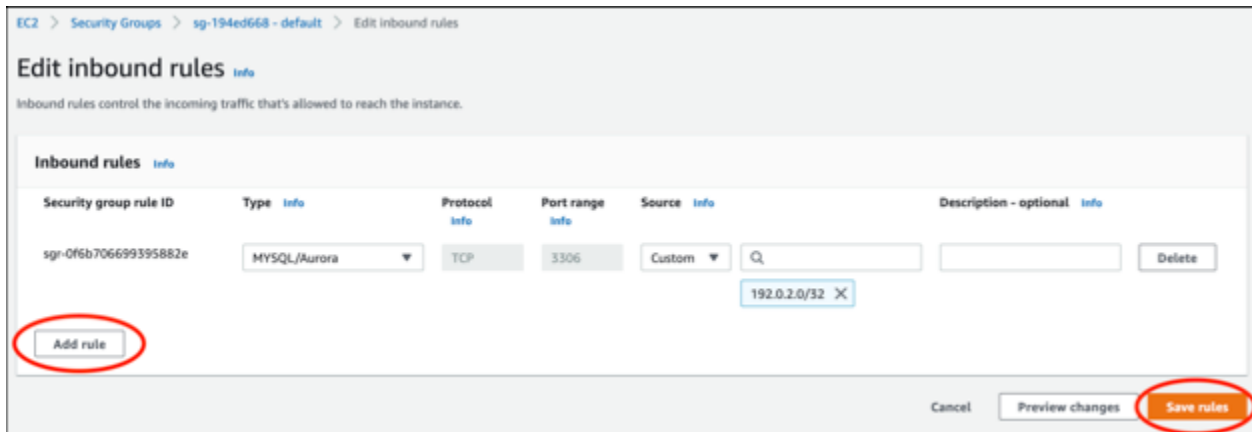 EC2 > Security Groups > sg-194ed668 - default > Edit inbound rules
Edit inbound rules Info
Inbound rules control the incoming traffic that's allowed to reach the instance.
Inbound rules Info
Security group rule ID Type Info Protocol Info Port range Info Source Info Description - optional Info
sgr-0f6b706699395882e MYSQL/Aurora TCP 3306 Custom Delete
192.0.2.0/32 X
Add rule
Cancel Preview changes Save rules